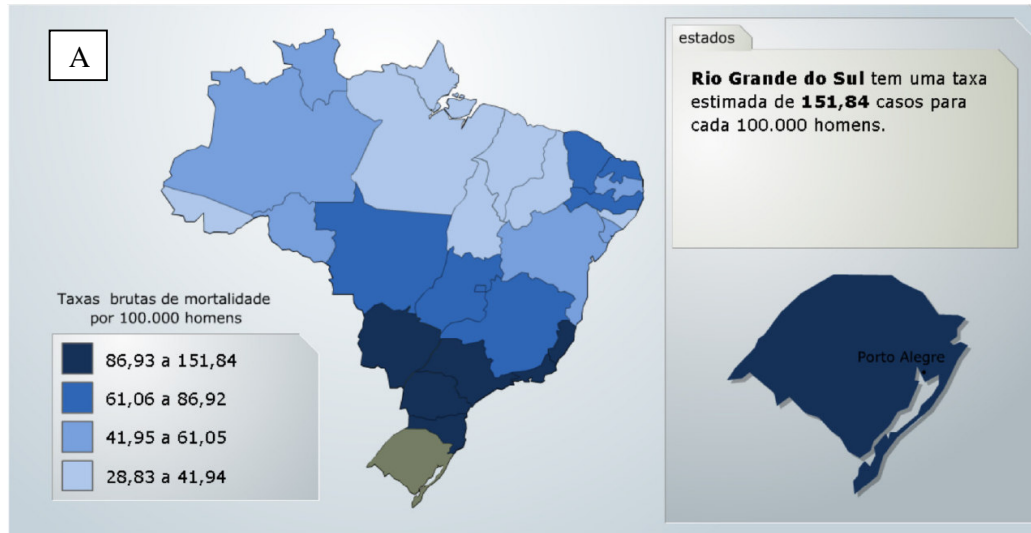 A
estados
Rio Grande do Sul tem uma taxa
estimada de 151,84 casos para
cada 100.000 homens.
Taxas brutas de mortalidade
por 100.000 homens
86,93 a 151,84
61,06 a 86,92
41,95 a 61,05
28,83 a 41,94
Porto Alegre